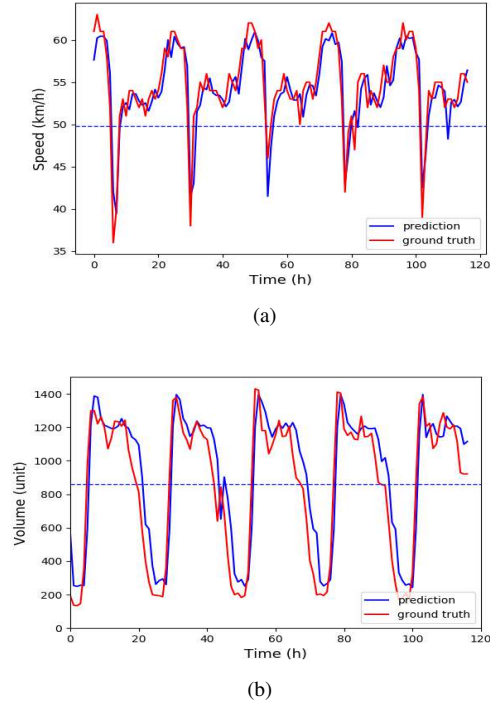 60
55
50
45
40
35
Speed (km/h)
prediction
ground truth
0 20 40 60 80 100 120
Time (h)
(a)
1400
1200
1000
800
600
400
200
0
Volume (unit)
prediction
ground truth
0 20 40 60 80 100 120
Time (h)
(b)